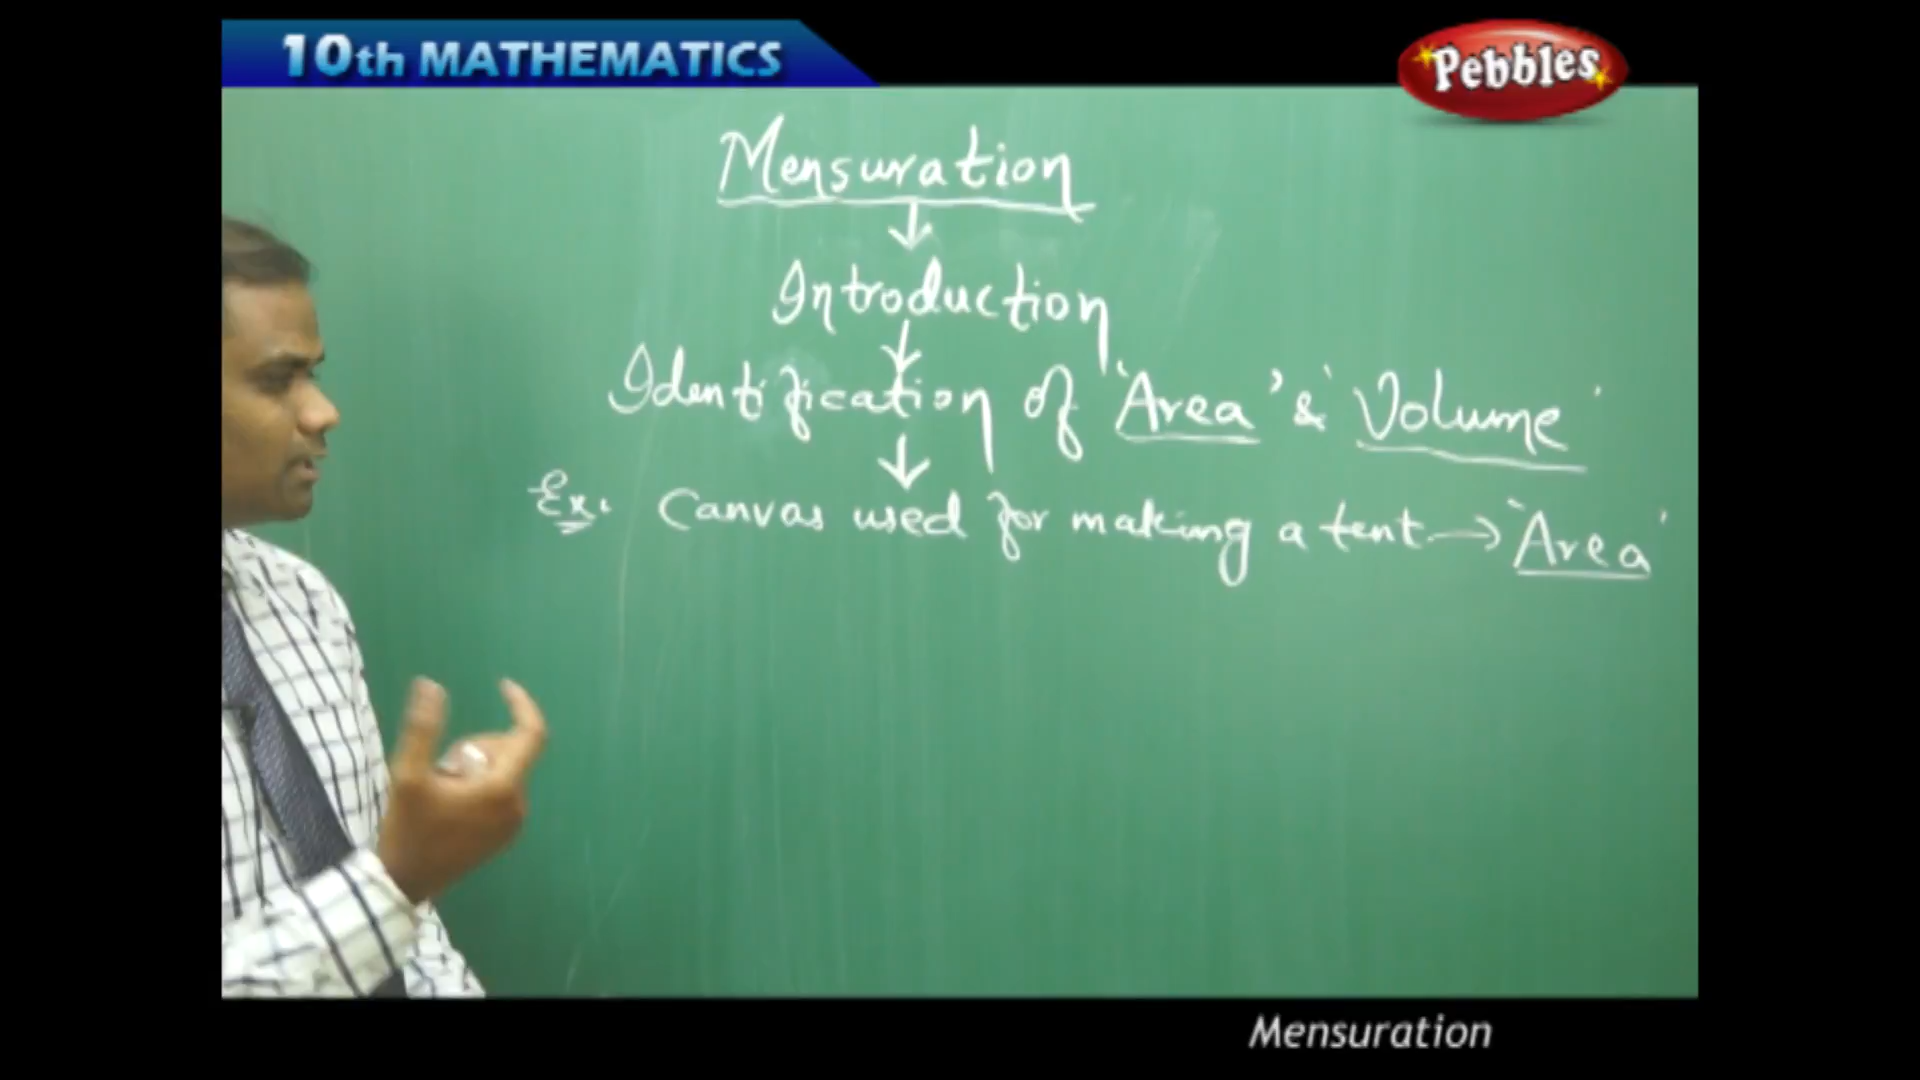 10th MATHEMATICS
Pebbles
Mensuration
↓
Introduction
↓
Identification of 'Area' & 'Volume'
↓
Ex. Canvas used for making a tent. → 'Area'
Mensuration